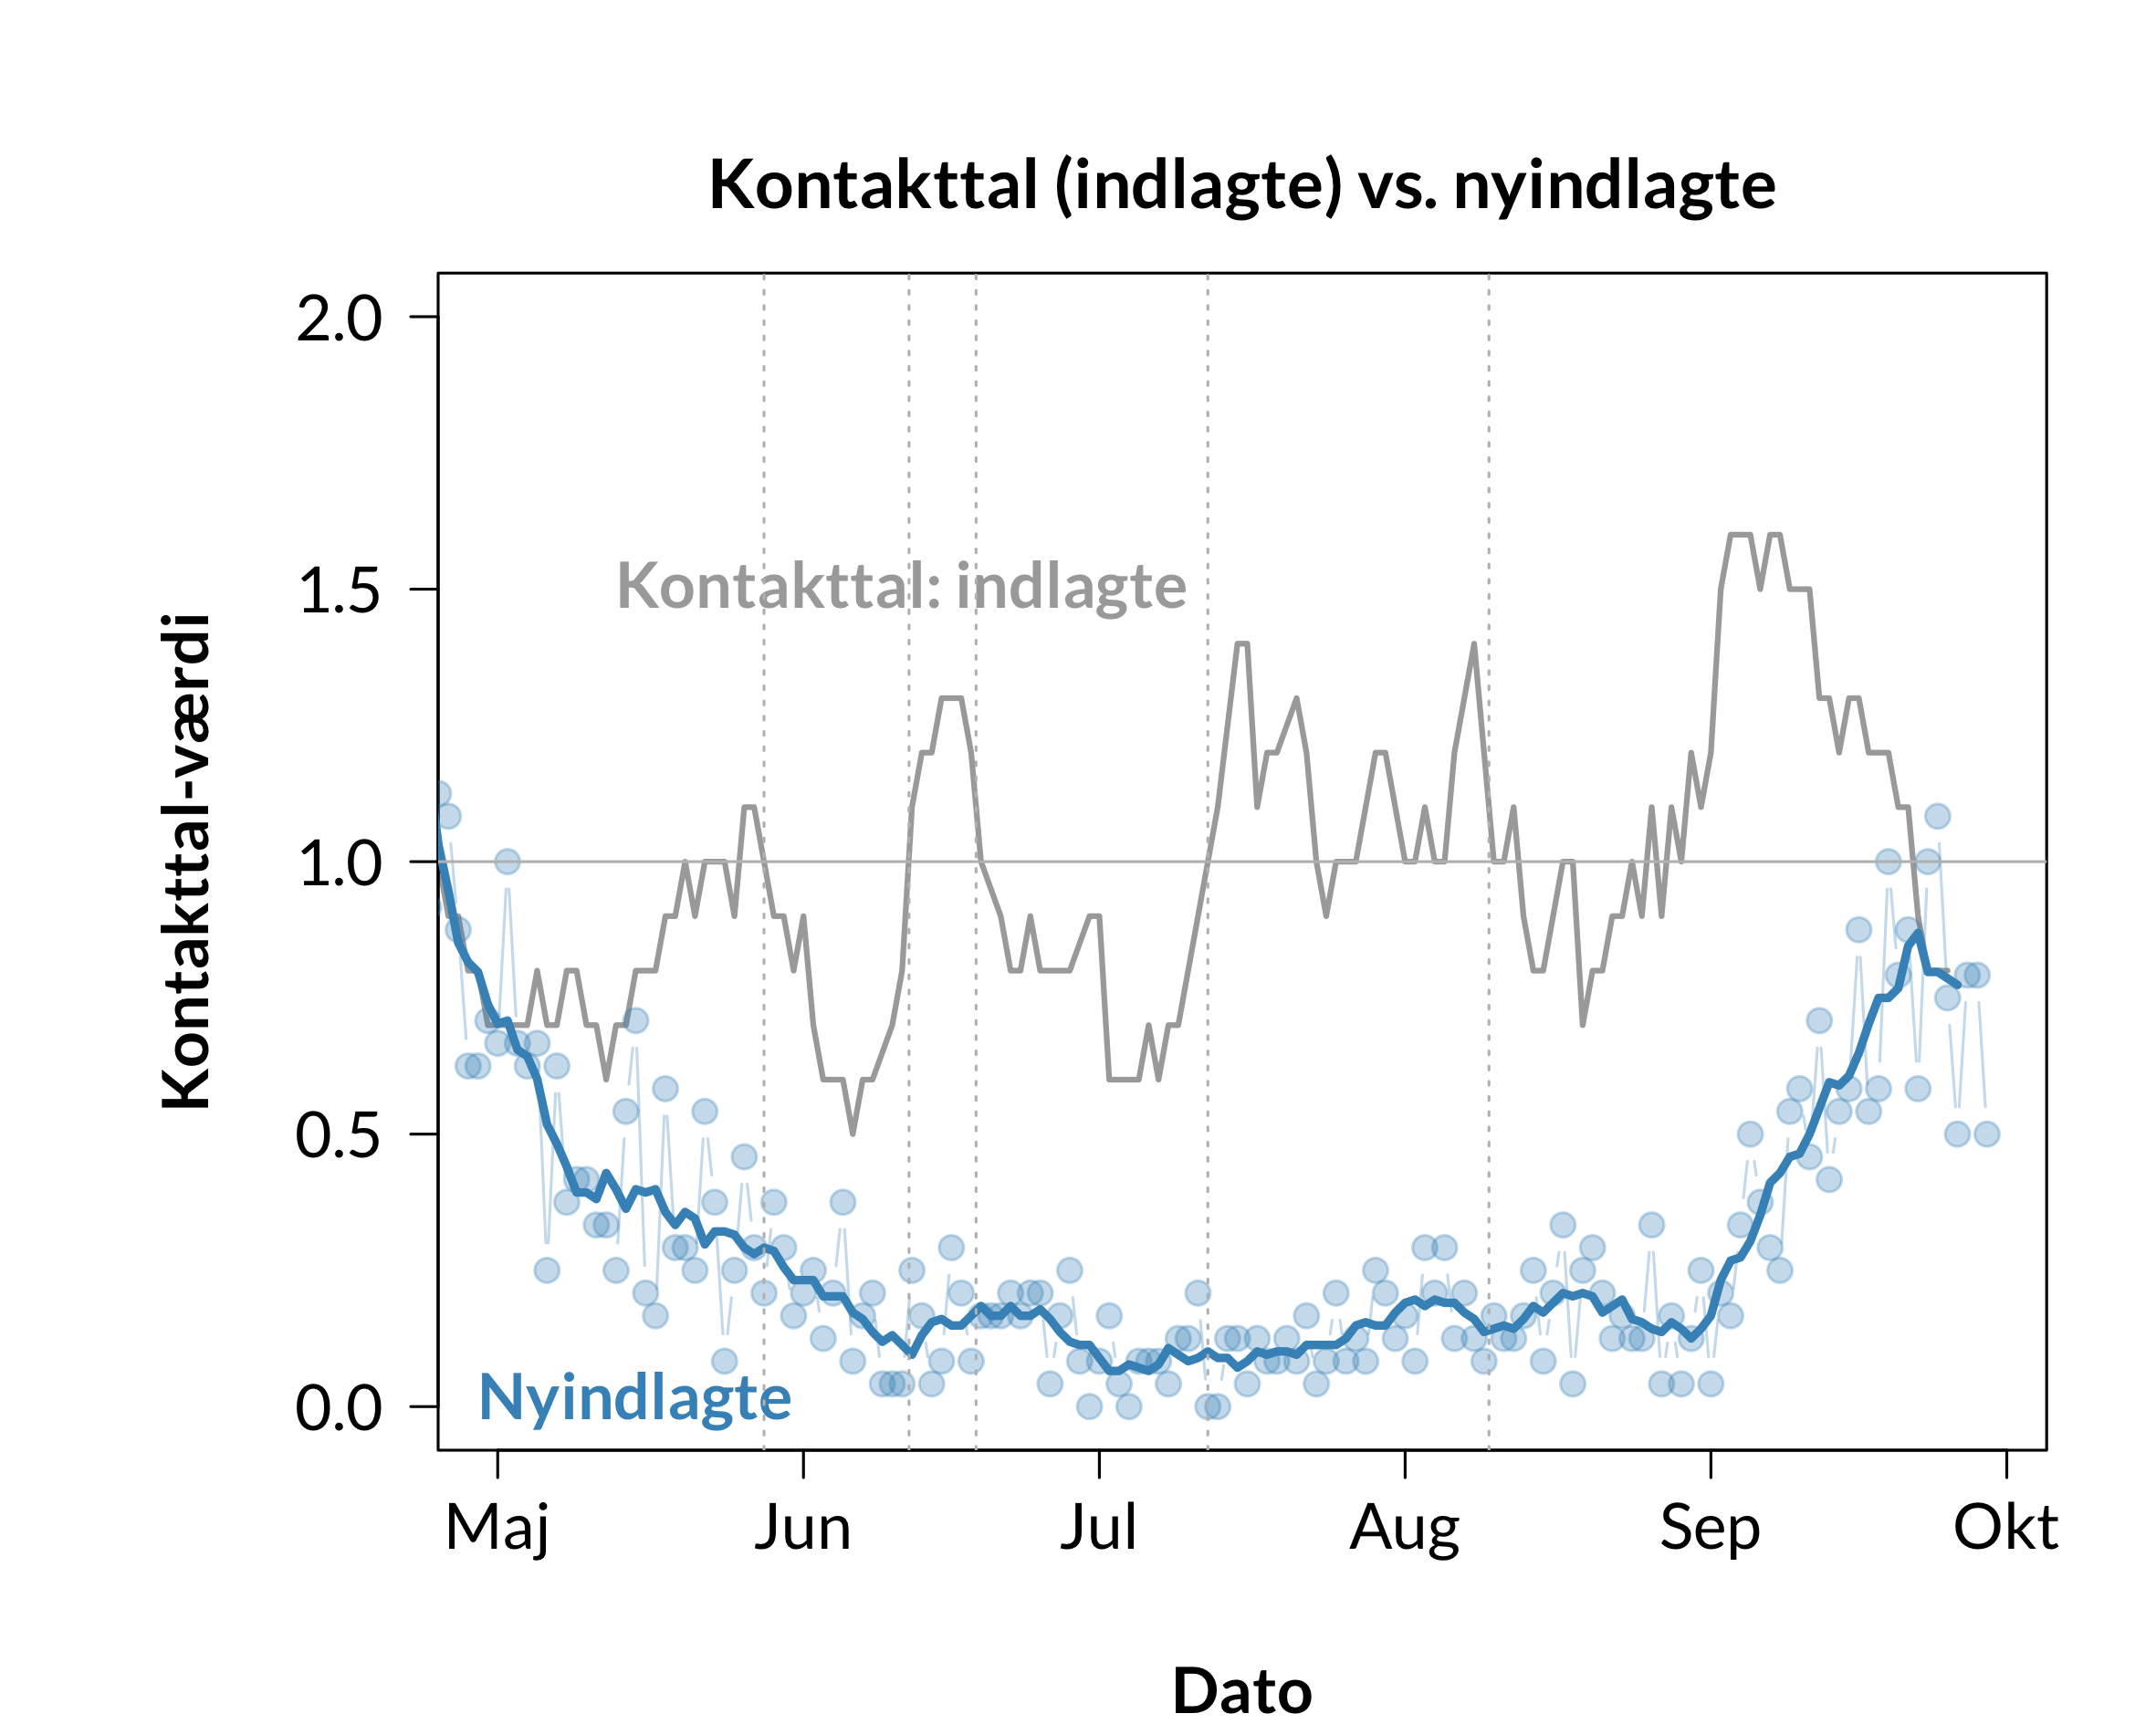 Kontakttal (indlagte) vs. nyindlagte
Kontakttal-værdi
2.0
1.5
1.0
0.5
0.0
Kontakttal: indlagte
Nyindlagte
Maj Jun Jul Aug Sep Okt
Dato